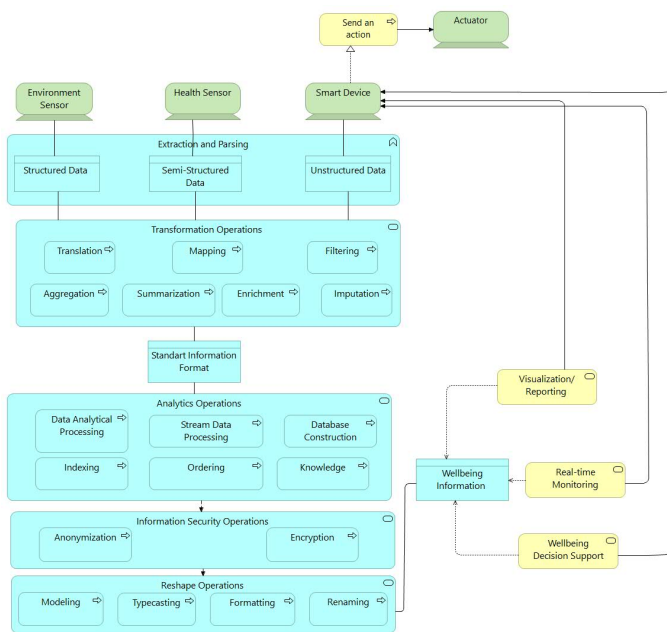 Send an
action
Actuator
Environment
Sensor
Health Sensor
Smart Device
Extraction and Parsing
Structured Data
Semi-Structured
Data
Unstructured Data
Transformation Operations
Translation
Mapping
Filtering
Aggregation
Summarization
Enrichment
Imputation
Standart Information
Format
Analytics Operations
Data Analytical
Processing
Stream Data
Processing
Database
Construction
Indexing
Ordering
Knowledge
Visualization/
Reporting
Wellbeing
Information
Real-time
Monitoring
Wellbeing
Decision Support
Information Security Operations
Anonymization
Encryption
Reshape Operations
Modeling
Typecasting
Formatting
Renaming